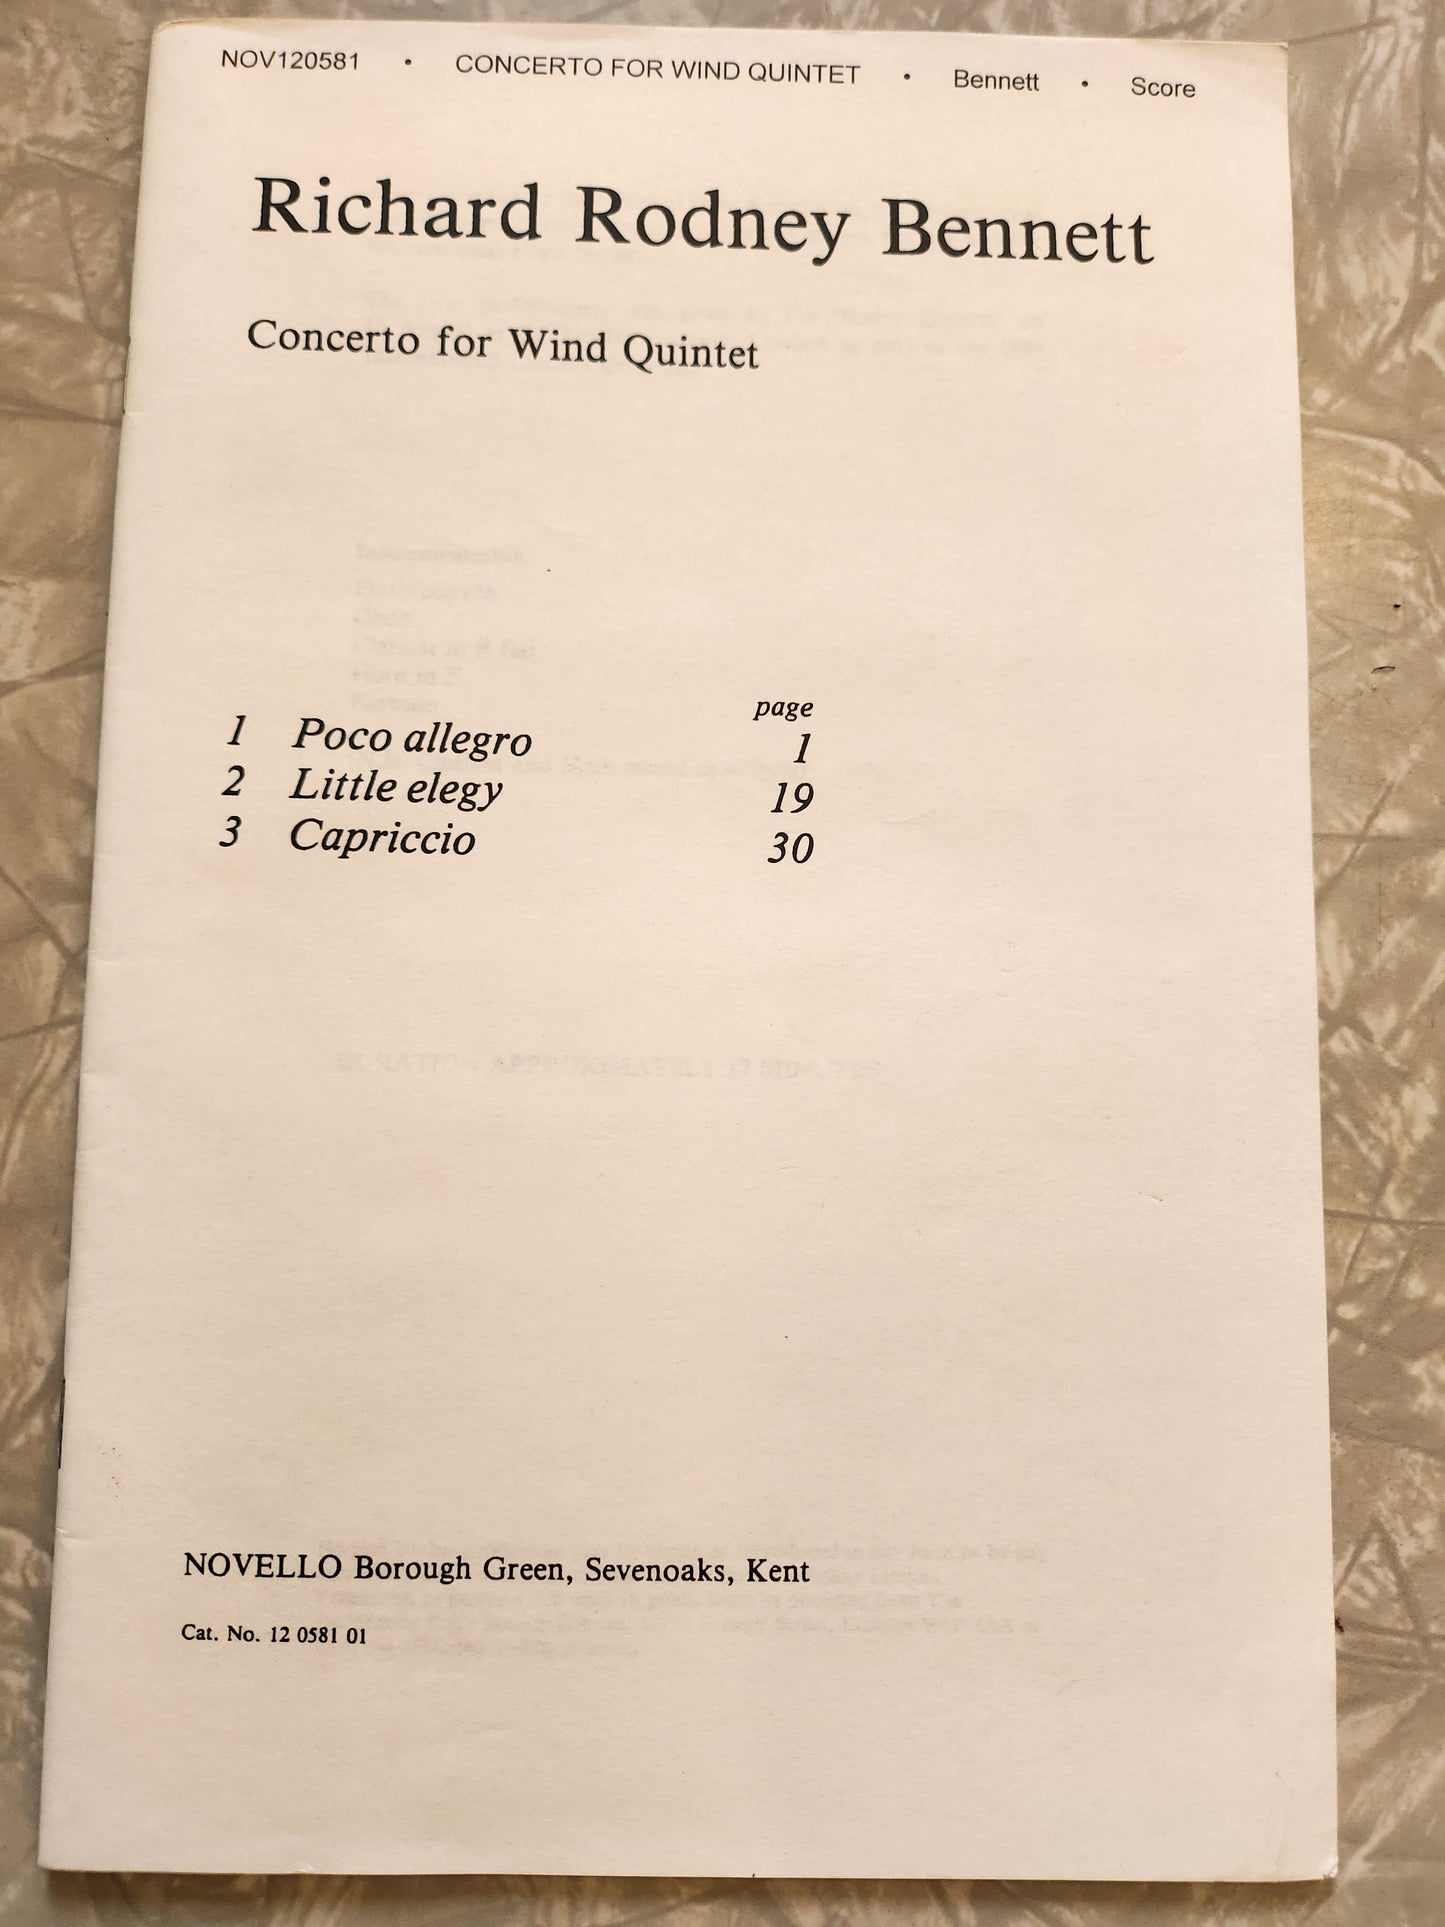 NOV120581 • CONCERTO FOR WIND QUINTET • Bennett • Score
Richard Rodney Bennett
Concerto for Wind Quintet
page
1 Poco allegro 1
2 Little elegy 19
3 Capriccio 30
NOVELLO Borough Green, Sevenoaks, Kent
Cat. No. 12 0581 01